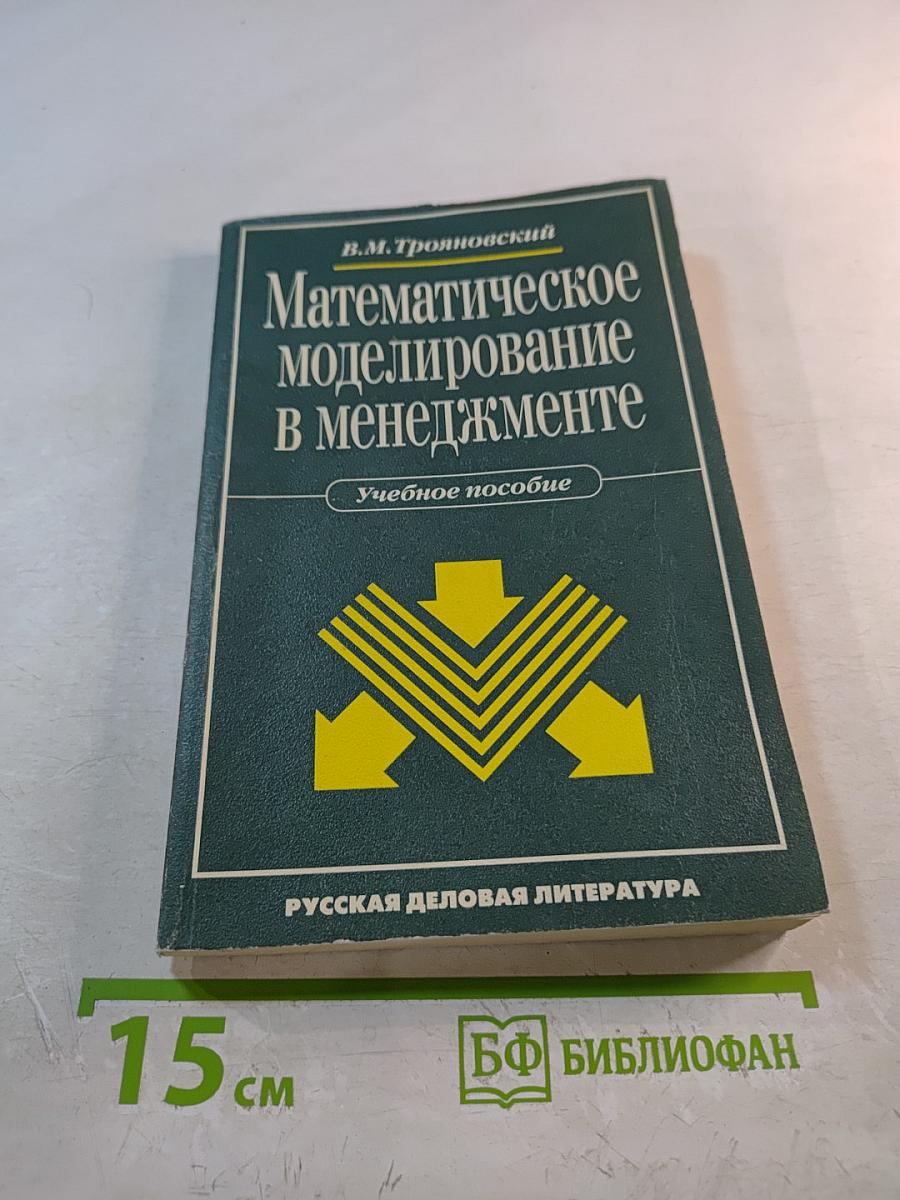 В.М.Трояновский
Математическое
моделирование
в менеджменте
Учебное пособие
РУССКАЯ ДЕЛОВАЯ ЛИТЕРАТУРА
15 см
БФ БИБЛИОФАН